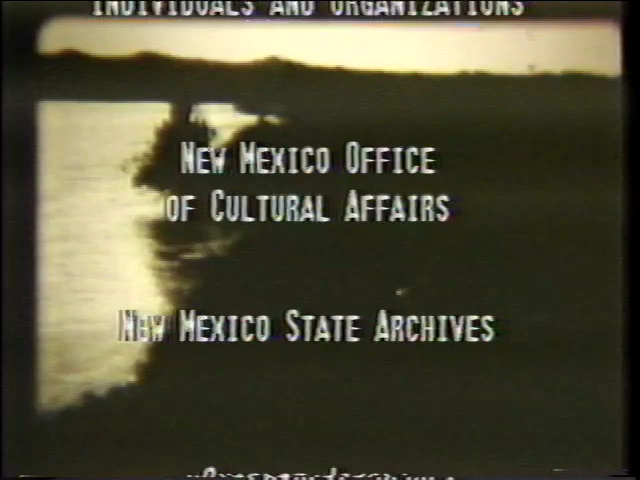 INDIVIDUALS AND ORGANIZATIONS
NEW MEXICO OFFICE
OF CULTURAL AFFAIRS
NEW MEXICO STATE ARCHIVES